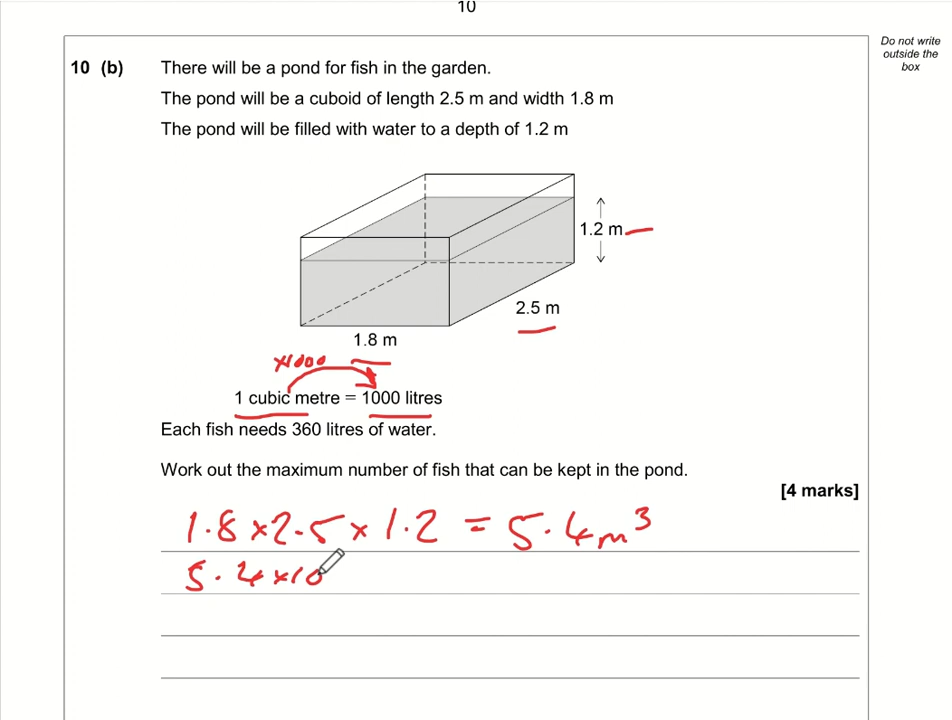 10
Do not write
outside the
box
10 (b) There will be a pond for fish in the garden.
The pond will be a cuboid of length 2.5 m and width 1.8 m
The pond will be filled with water to a depth of 1.2 m
1.2 m
2.5 m
1.8 m
×1000
1 cubic metre = 1000 litres
Each fish needs 360 litres of water.
Work out the maximum number of fish that can be kept in the pond.
[4 marks]
1.8 × 2.5 × 1.2 = 5.4 m³
5.4 × 10